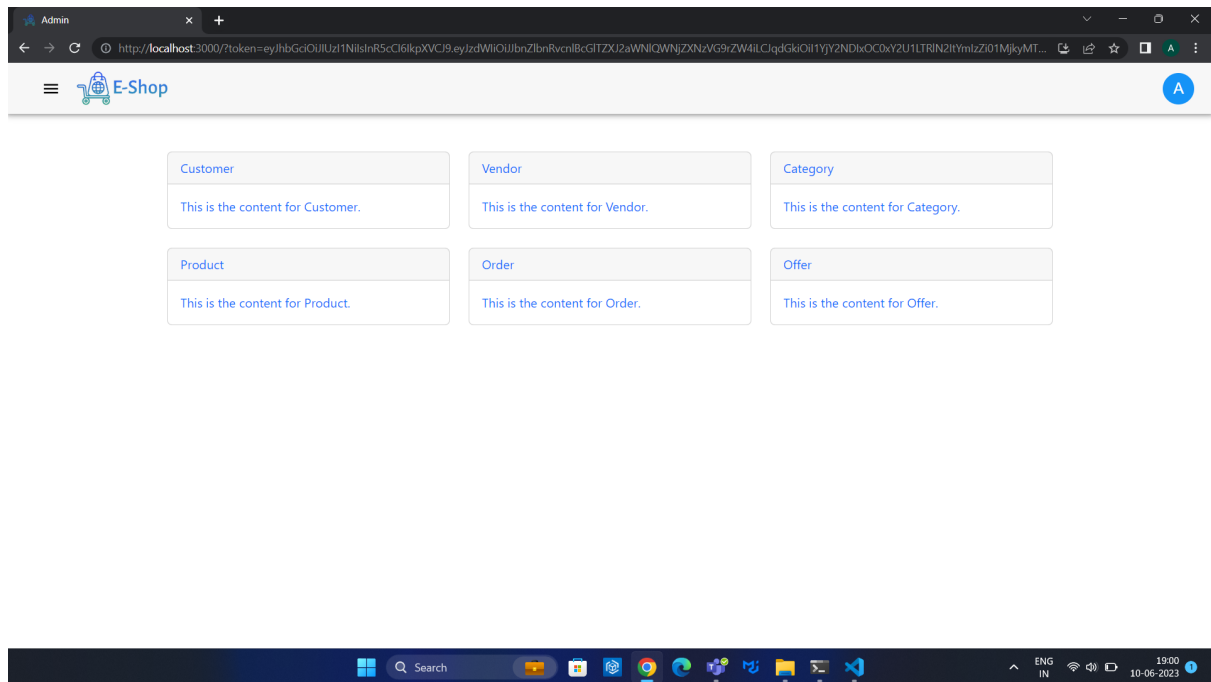 Admin
http://localhost:3000/?token=
E-Shop
A
Customer
Vendor
Category
This is the content for Customer.
This is the content for Vendor.
This is the content for Category.
Product
Order
Offer
This is the content for Product.
This is the content for Order.
This is the content for Offer.
Search
ENG
IN
19:00
10-06-2023
1